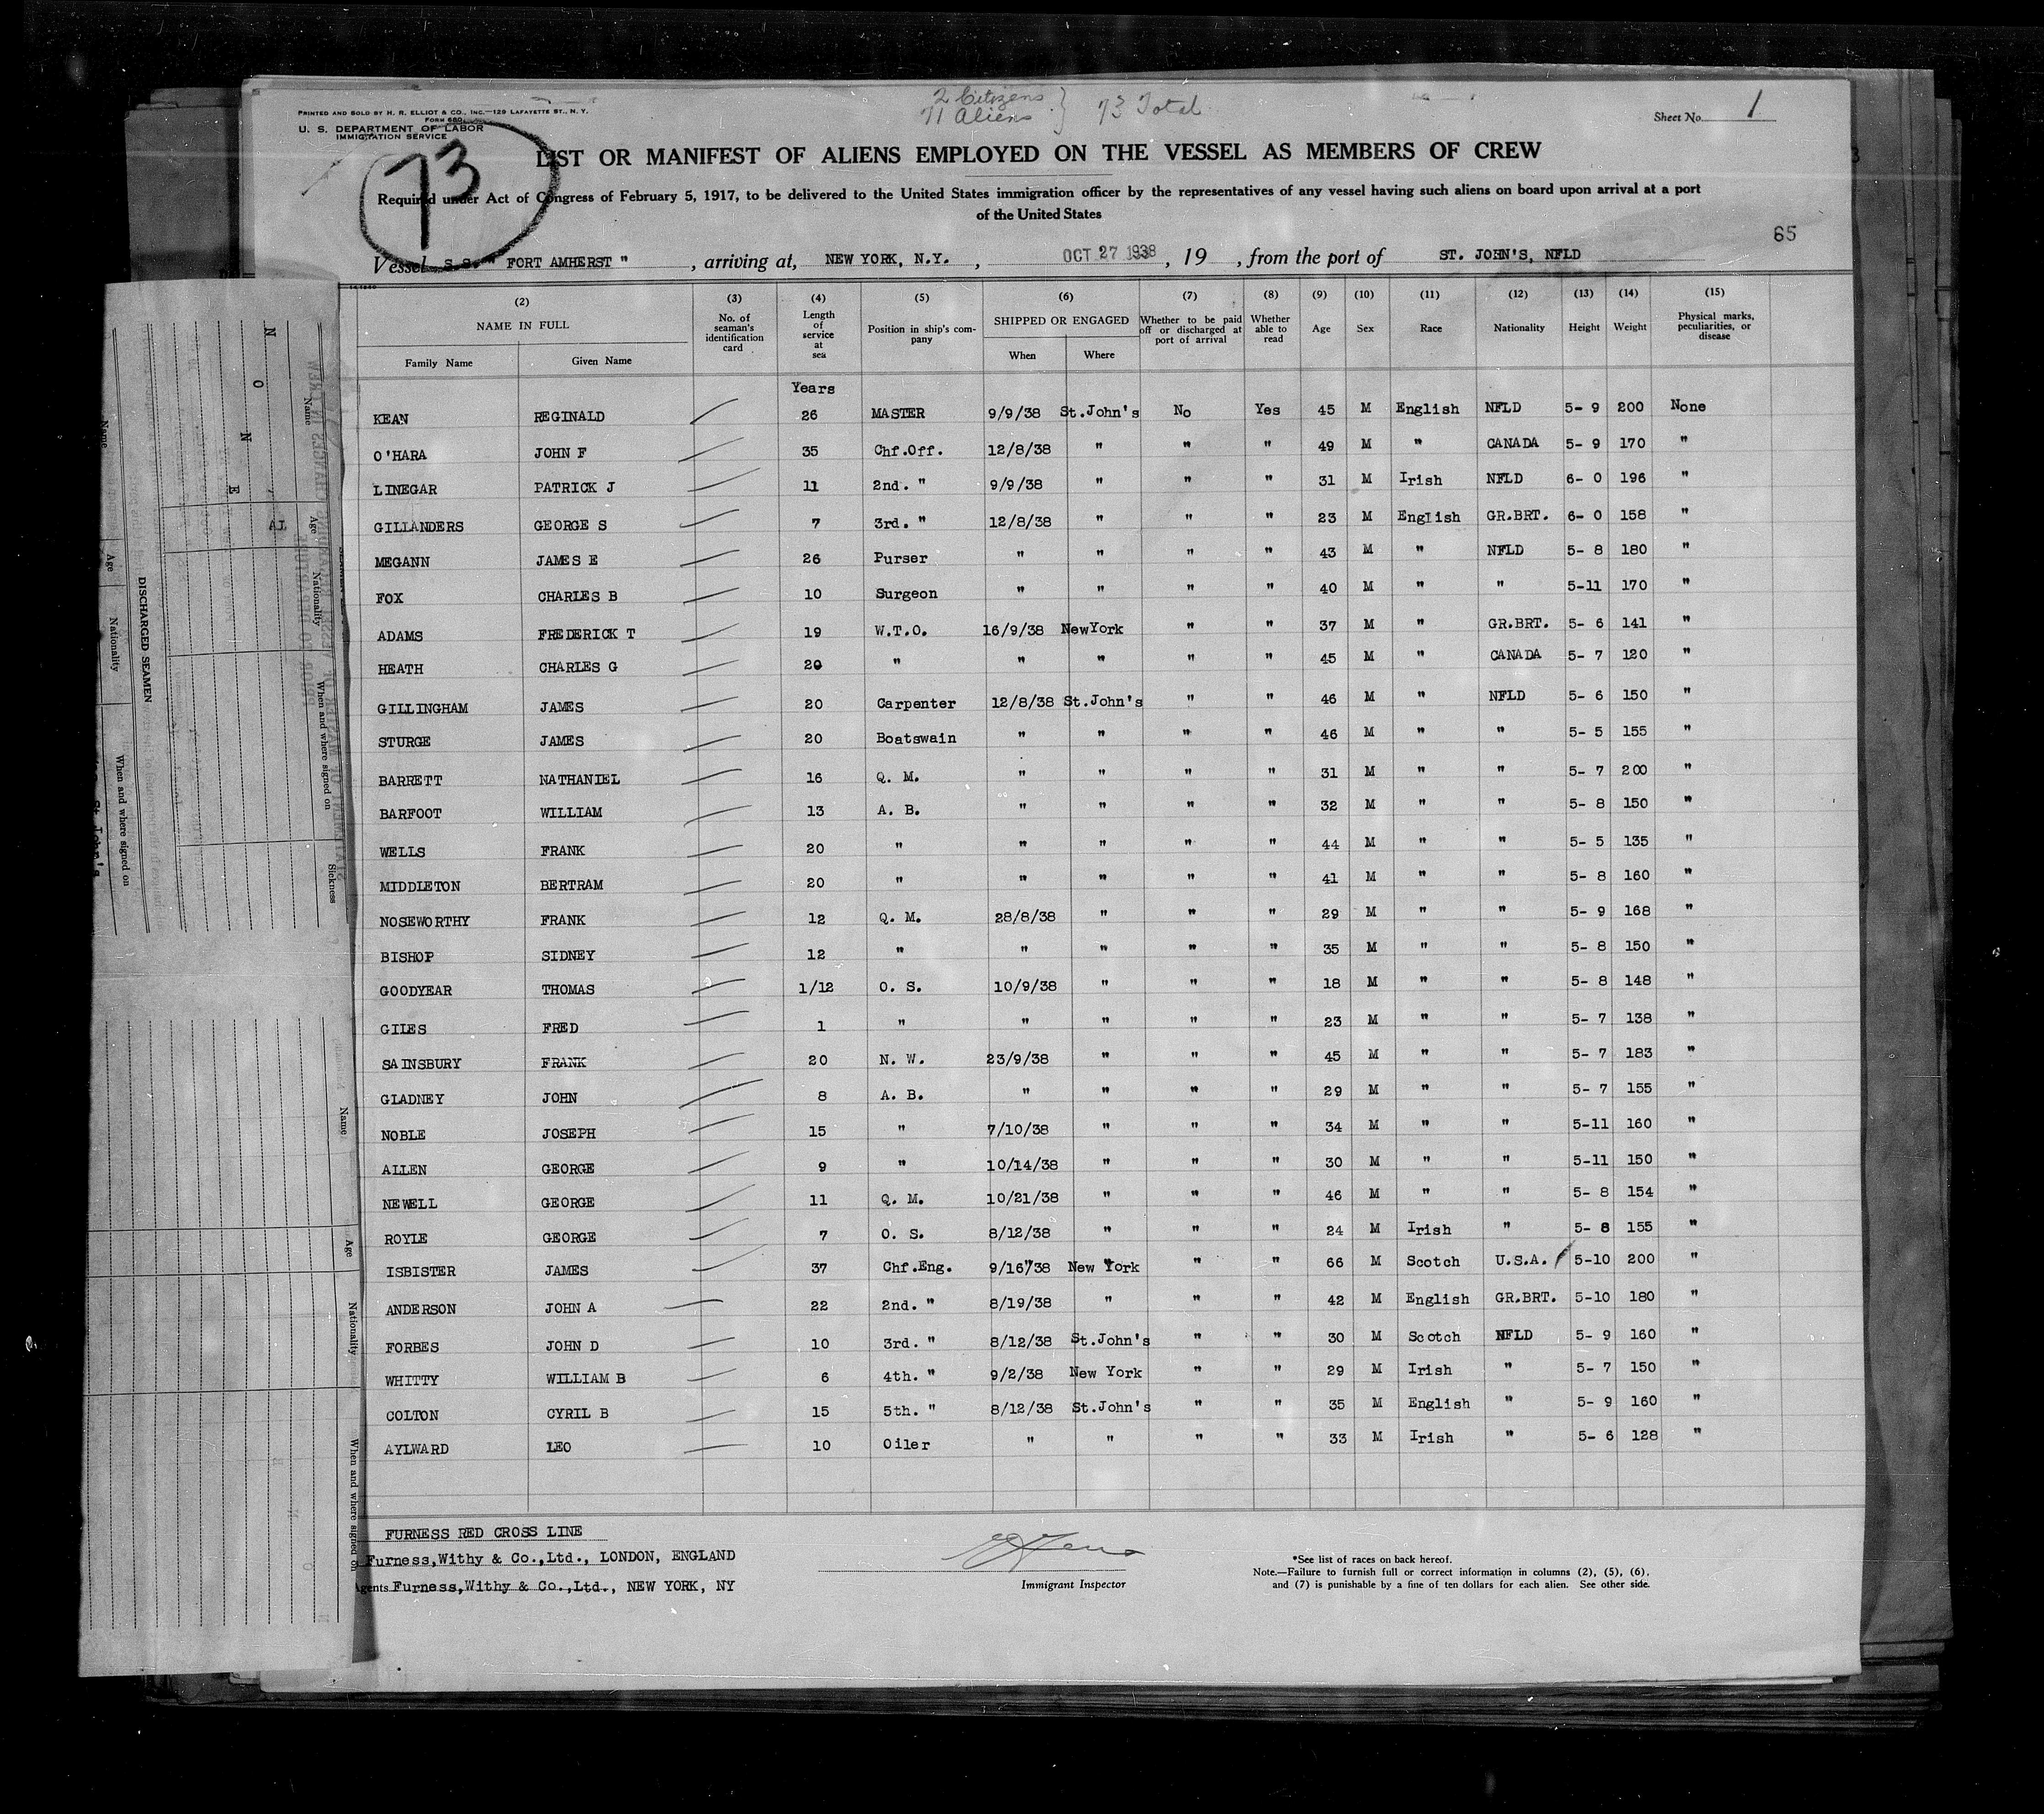 2 Citizens
71 Aliens } 73 Total
PRINTED AND SOLD BY H. R. ELLIOT & CO., INC.—129 LAFAYETTE ST., N. Y.
FORM 680
U. S. DEPARTMENT OF LABOR
IMMIGRATION SERVICE
Sheet No. 1
73
LIST OR MANIFEST OF ALIENS EMPLOYED ON THE VESSEL AS MEMBERS OF CREW
Required under Act of Congress of February 5, 1917, to be delivered to the United States immigration officer by the representatives of any vessel having such aliens on board upon arrival at a port
of the United States
65
Vessel S.S. " FORT AMHERST ", arriving at, NEW YORK, N.Y., OCT 27 1938, 19 , from the port of ST. JOHN'S, NFLD
(2) (3) (4) (5) (6) (7) (8) (9) (10) (11) (12) (13) (14) (15)
NAME IN FULL No. of seaman's identification card Length of service at sea Position in ship's company SHIPPED OR ENGAGED Whether to be paid off or discharged at port of arrival Whether able to read Age Sex Race Nationality Height Weight Physical marks, peculiarities, or disease
Family Name Given Name When Where
Years
KEAN REGINALD 26 MASTER 9/9/38 St.John's No Yes 45 M English NFLD 5- 9 200 None
O'HARA JOHN F 35 Chf.Off. 12/8/38 " " " 49 M " CANADA 5- 9 170 "
LINEGAR PATRICK J 11 2nd. " 9/9/38 " " " 31 M Irish NFLD 6- 0 196 "
GILLANDERS GEORGE S 7 3rd. " 12/8/38 " " " 23 M English GR.BRT. 6- 0 158 "
MEGANN JAMES E 26 Purser " " " " 43 M " NFLD 5- 8 180 "
FOX CHARLES B 10 Surgeon " " " " 40 M " " 5-11 170 "
ADAMS FREDERICK T 19 W.T.O. 16/9/38 NewYork " " 37 M " GR.BRT. 5- 6 141 "
HEATH CHARLES G 20 " " " " " 45 M " CANADA 5- 7 120 "
GILLINGHAM JAMES 20 Carpenter 12/8/38 St.John's " " 46 M " NFLD 5- 6 150 "
STURGE JAMES 20 Boatswain " " " " 46 M " " 5- 5 155 "
BARRETT NATHANIEL 16 Q. M. " " " " 31 M " " 5- 7 200 "
BARFOOT WILLIAM 13 A. B. " " " " 32 M " " 5- 8 150 "
WELLS FRANK 20 " " " " " 44 M " " 5- 5 135 "
MIDDLETON BERTRAM 20 " " " " " 41 M " " 5- 8 160 "
NOSEWORTHY FRANK 12 Q. M. 28/8/38 " " " 29 M " " 5- 9 168 "
BISHOP SIDNEY 12 " " " " " 35 M " " 5- 8 150 "
GOODYEAR THOMAS 1/12 O. S. 10/9/38 " " " 18 M " " 5- 8 148 "
GILES FRED 1 " " " " " 23 M " " 5- 7 138 "
SAINSBURY FRANK 20 N. W. 23/9/38 " " " 45 M " " 5- 7 183 "
GLADNEY JOHN 8 A. B. " " " " 29 M " " 5- 7 155 "
NOBLE JOSEPH 15 " 7/10/38 " " " 34 M " " 5-11 160 "
ALLEN GEORGE 9 " 10/14/38 " " " 30 M " " 5-11 150 "
NEWELL GEORGE 11 Q. M. 10/21/38 " " " 46 M " " 5- 8 154 "
ROYLE GEORGE 7 O. S. 8/12/38 " " " 24 M Irish " 5- 8 155 "
ISBISTER JAMES 37 Chf.Eng. 9/16/38 New York " " 66 M Scotch U.S.A. 5-10 200 "
ANDERSON JOHN A 22 2nd. " 8/19/38 " " " 42 M English GR.BRT. 5-10 180 "
FORBES JOHN D 10 3rd. " 8/12/38 St.John's " " 30 M Scotch NFLD 5- 9 160 "
WHITTY WILLIAM B 6 4th. " 9/2/38 New York " " 29 M Irish " 5- 7 150 "
COLTON CYRIL B 15 5th. " 8/12/38 St.John's " " 35 M English " 5- 9 160 "
AYLWARD LEO 10 Oiler " " " " 33 M Irish " 5- 6 128 "
FURNESS RED CROSS LINE
Furness,Withy & Co.,Ltd., LONDON, ENGLAND
Agents Furness,Withy & Co.,Ltd., NEW YORK, NY
Immigrant Inspector
*See list of races on back hereof.
Note.—Failure to furnish full or correct information in columns (2), (5), (6),
and (7) is punishable by a fine of ten dollars for each alien. See other side.
N O N E
Name Age Nationality When and where signed on Sickness
DISCHARGED SEAMEN
Name Age Nationality When and where signed on
St.John's
Name Age Nationality When and where signed on